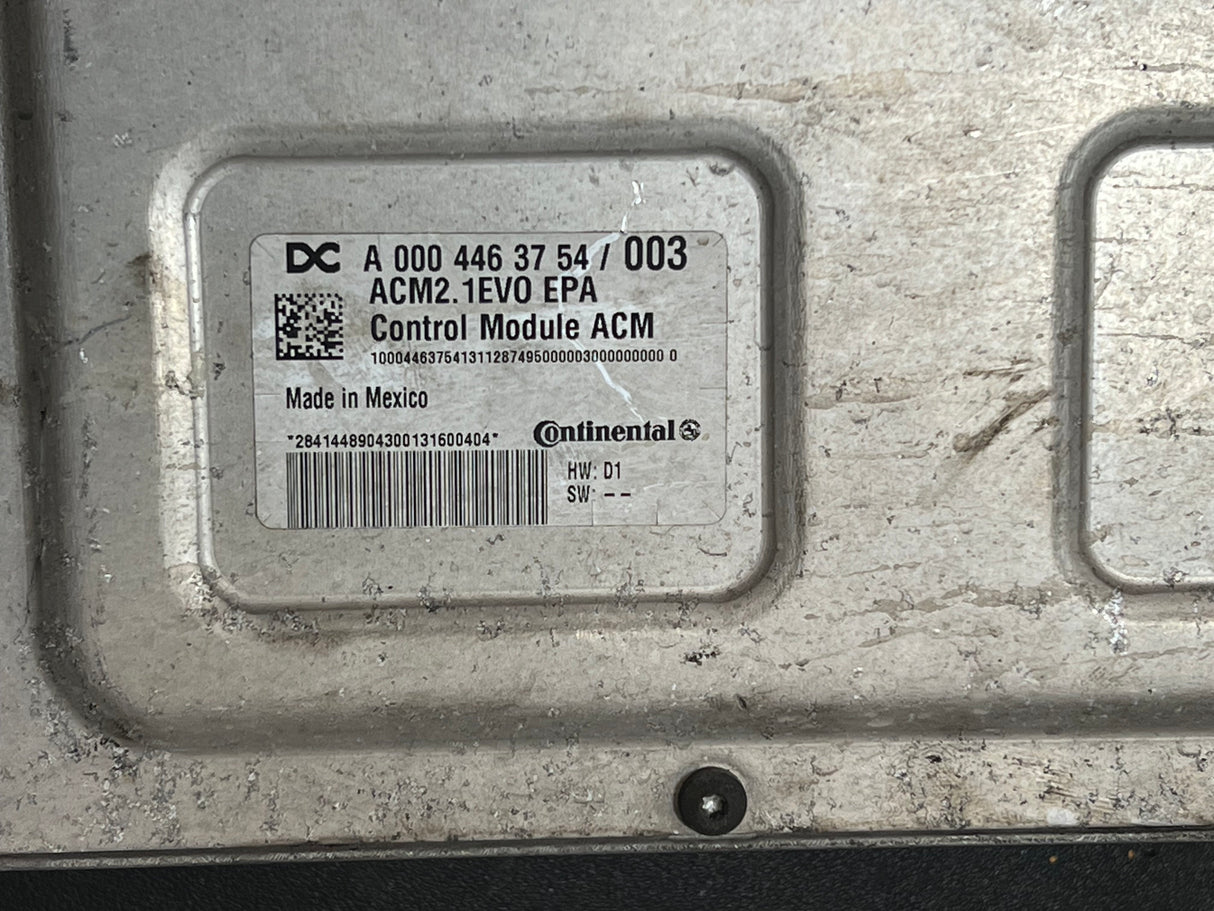 DC A 000 446 37 54 / 003
ACM2.1EVO EPA
Control Module ACM
10004463754131128749500000300000000 0
Made in Mexico
*2841448904300131600404*
Continental
HW: D1
SW: --